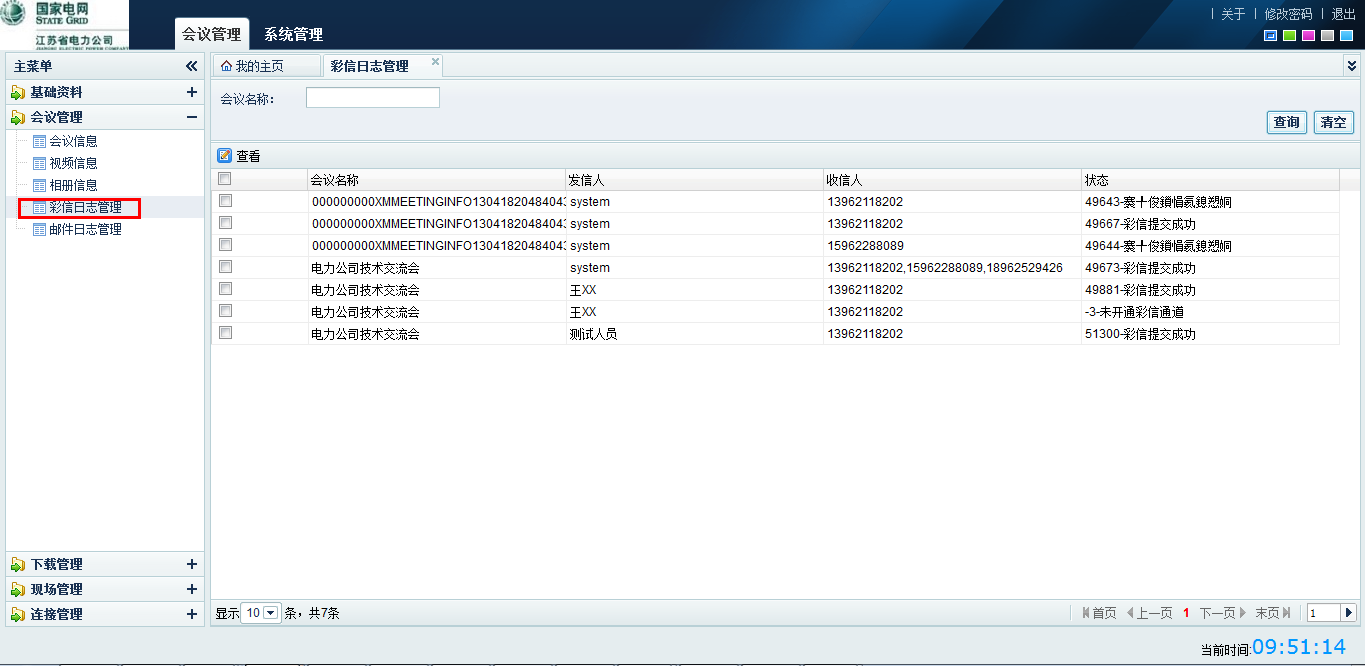 国家电网
STATE GRID
江苏省电力公司
JIANGSU ELECTRIC POWER COMPANY
会议管理 系统管理
关于 修改密码 退出
主菜单
基础资料
会议管理
会议信息
视频信息
相册信息
彩信日志管理
邮件日志管理
下载管理
现场管理
连接管理
我的主页 彩信日志管理
会议名称:
查询 清空
查看
会议名称 发信人 收信人 状态
000000000XMMEETINGINFO1304182048404 system 13962118202
000000000XMMEETINGINFO1304182048404 system 13962118202 49667-彩信提交成功
000000000XMMEETINGINFO1304182048404 system 15962288089
电力公司技术交流会 system 13962118202,15962288089,18962529426 49673-彩信提交成功
电力公司技术交流会 王XX 13962118202 49881-彩信提交成功
电力公司技术交流会 王XX 13962118202 -3-未开通彩信通道
电力公司技术交流会 测试人员 13962118202 51300-彩信提交成功
显示 10 条，共7条 首页 上一页 1 下一页 末页 1
当前时间:09:51:14